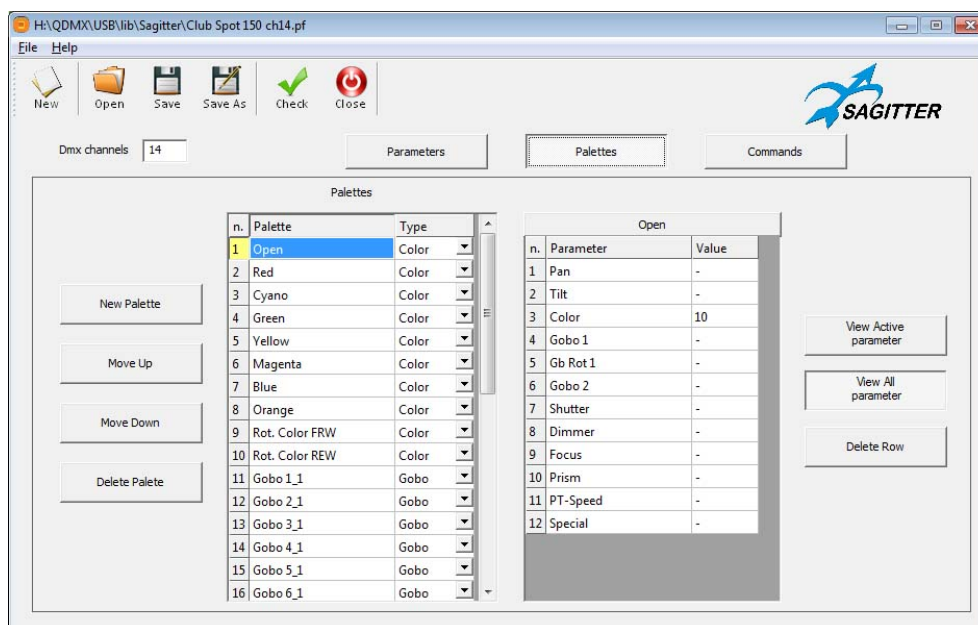 H:\QDMX\USB\lib\Sagitter\Club Spot 150 ch14.pf
File Help
New Open Save Save As Check Close
SAGITTER
Dmx channels 14 Parameters Palettes Commands
Palettes
New Palette
Move Up
Move Down
Delete Palete
n. Palette Type
1 Open Color
2 Red Color
3 Cyano Color
4 Green Color
5 Yellow Color
6 Magenta Color
7 Blue Color
8 Orange Color
9 Rot. Color FRW Color
10 Rot. Color REW Color
11 Gobo 1_1 Gobo
12 Gobo 2_1 Gobo
13 Gobo 3_1 Gobo
14 Gobo 4_1 Gobo
15 Gobo 5_1 Gobo
16 Gobo 6_1 Gobo
Open
n. Parameter Value
1 Pan -
2 Tilt -
3 Color 10
4 Gobo 1 -
5 Gb Rot 1 -
6 Gobo 2 -
7 Shutter -
8 Dimmer -
9 Focus -
10 Prism -
11 PT-Speed -
12 Special -
View Active
parameter
View All
parameter
Delete Row